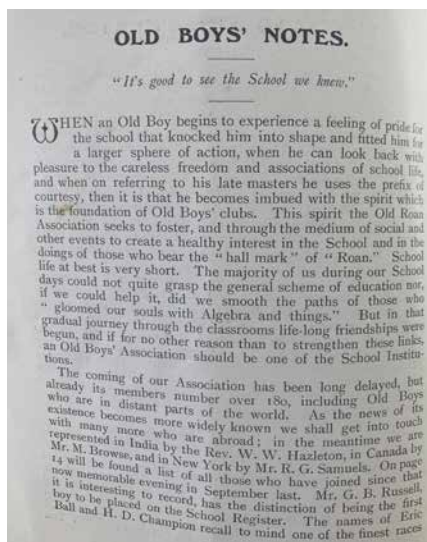 OLD BOYS' NOTES.
"It's good to see the School we knew."
WHEN an Old Boy begins to experience a feeling of pride for
the school that knocked him into shape and fitted him for
a larger sphere of action, when he can look back with
pleasure to the careless freedom and associations of school life,
and when on referring to his late masters he uses the prefix of
courtesy, then it is that he becomes imbued with the spirit which
is the foundation of Old Boys' clubs. This spirit the Old Roan
Association seeks to foster, and through the medium of social and
other events to create a healthy interest in the School and in the
doings of those who bear the "hall mark" of "Roan." School
life at best is very short. The majority of us during our School
days could not quite grasp the general scheme of education nor,
if we could help it, did we smooth the paths of those who
"gloomed our souls with Algebra and things." But in that
gradual journey through the classrooms life-long friendships were
begun, and if for no other reason than to strengthen these links,
an Old Boys' Association should be one of the School Institu-
tions.
The coming of our Association has been long delayed, but
already its members number over 180, including Old Boys
who are in distant parts of the world. As the news of its
existence becomes more widely known we shall get into touch
with many more who are abroad; in the meantime we are
represented in India by the Rev. W. W. Hazleton, in Canada by
Mr. M. Browse, and in New York by Mr. R. G. Samuels. On page
14 will be found a list of all those who have joined since that
now memorable evening in September last. Mr. G. B. Russell,
it is interesting to record, has the distinction of being the first
boy to be placed on the School Register. The names of Eric
Ball and H. D. Champion recall to mind one of the finest races